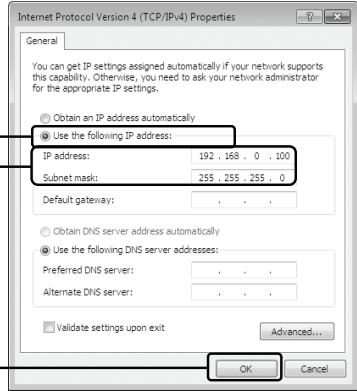 Internet Protocol Version 4 (TCP/IPv4) Properties
General
You can get IP settings assigned automatically if your network supports
this capability. Otherwise, you need to ask your network administrator
for the appropriate IP settings.
Obtain an IP address automatically
Use the following IP address:
IP address: 192 . 168 . 0 . 100
Subnet mask: 255 . 255 . 255 . 0
Default gateway: . . .
Obtain DNS server address automatically
Use the following DNS server addresses:
Preferred DNS server: . . .
Alternate DNS server: . . .
Validate settings upon exit
Advanced...
OK Cancel